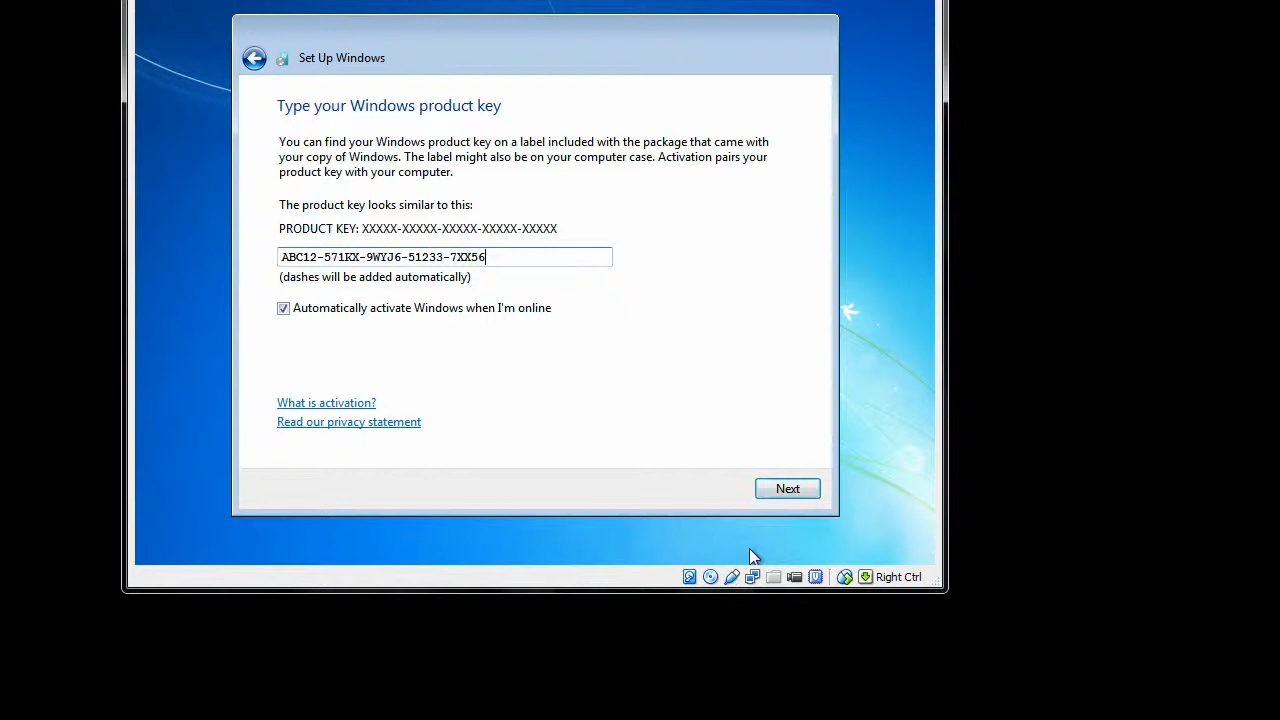 Set Up Windows
Type your Windows product key
You can find your Windows product key on a label included with the package that came with
your copy of Windows. The label might also be on your computer case. Activation pairs your
product key with your computer.
The product key looks similar to this:
PRODUCT KEY: XXXXX-XXXXX-XXXXX-XXXXX-XXXXX
ABC12-571KX-9WYJ6-51233-7XX56
(dashes will be added automatically)
Automatically activate Windows when I'm online
What is activation?
Read our privacy statement
Next
Right Ctrl